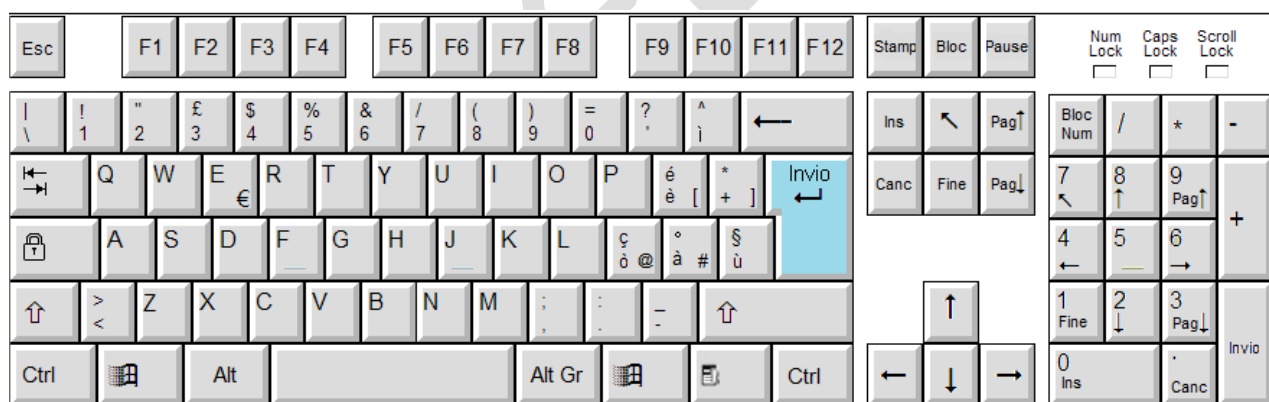 Esc F1 F2 F3 F4 F5 F6 F7 F8 F9 F10 F11 F12 Stamp Bloc Pause Num Lock Caps Lock Scroll Lock
| ! " £ $ % & / ( ) = ? ^
\ 1 2 3 4 5 6 7 8 9 0 ' ì ← Ins ↖ Pag↑ Bloc Num / * -
Q W E € R T Y U I O P é è [ * + ] Invio Canc Fine Pag↓ 7 ↖ 8 ↑ 9 Pag↑ +
A S D F G H J K L ç ò @ ° à # § ù 4 ← 5 6 →
⇧ > < Z X C V B N M ; , : . _ - ⇧ ↑ 1 Fine 2 ↓ 3 Pag↓ Invio
Ctrl Alt Alt Gr Ctrl ← ↓ → 0 Ins . Canc